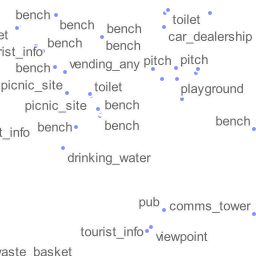 bench
bench
bench
toilet
et
car_dealership
bench
bench
rist_info
bench
vending_any
pitch
pitch
picnic_site
toilet
playground
picnic_site
bench
bench
t_info
bench
bench
drinking_water
pub
comms_tower
tourist_info
viewpoint
vaste_basket